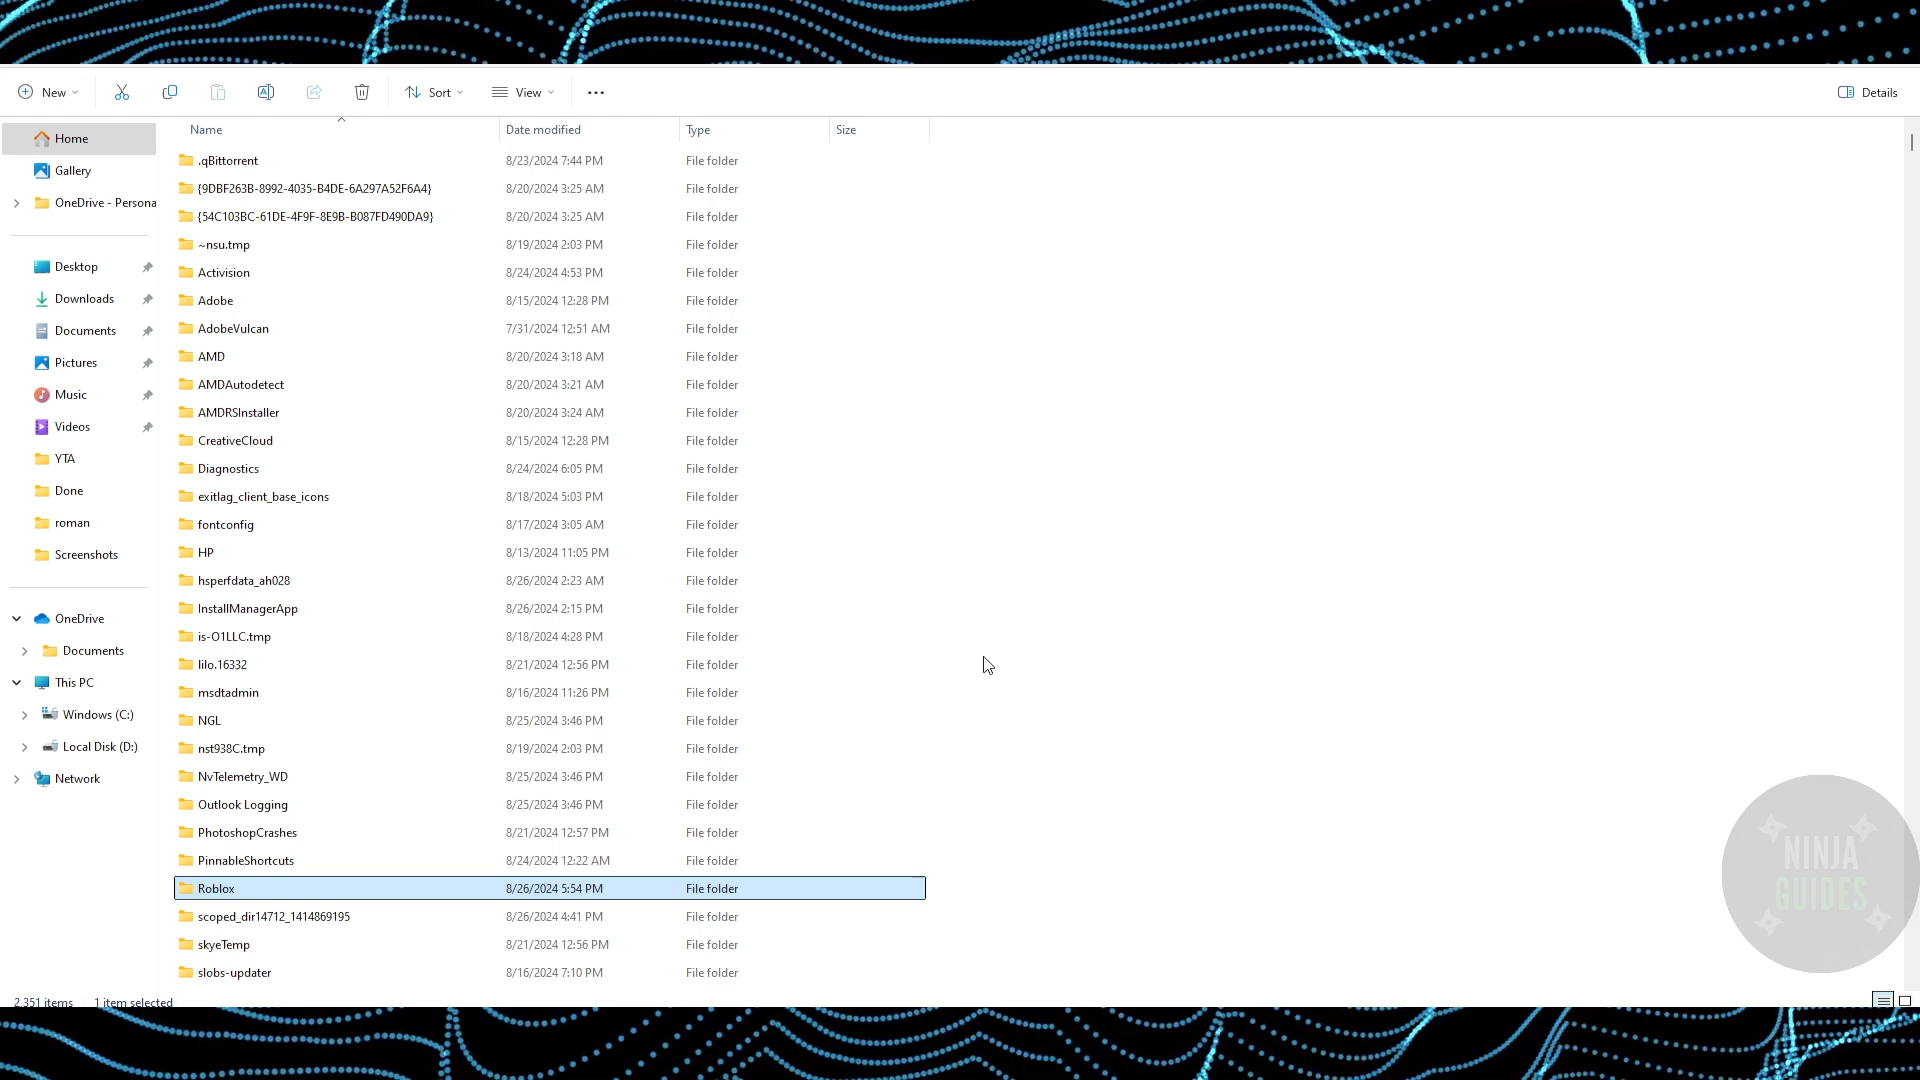 New
Sort
View
Details
Name Date modified Type Size
Home
Gallery
OneDrive - Persona
Desktop
Downloads
Documents
Pictures
Music
Videos
YTA
Done
roman
Screenshots
OneDrive
Documents
This PC
Windows (C:)
Local Disk (D:)
Network
.qBittorrent 8/23/2024 7:44 PM File folder
{9DBF263B-8992-4035-B4DE-6A297A52F6A4} 8/20/2024 3:25 AM File folder
{54C103BC-61DE-4F9F-8E9B-B087FD490DA9} 8/20/2024 3:25 AM File folder
~nsu.tmp 8/19/2024 2:03 PM File folder
Activision 8/24/2024 4:53 PM File folder
Adobe 8/15/2024 12:28 PM File folder
AdobeVulcan 7/31/2024 12:51 AM File folder
AMD 8/20/2024 3:18 AM File folder
AMDAutodetect 8/20/2024 3:21 AM File folder
AMDRSInstaller 8/20/2024 3:24 AM File folder
CreativeCloud 8/15/2024 12:28 PM File folder
Diagnostics 8/24/2024 6:05 PM File folder
exitlag_client_base_icons 8/18/2024 5:03 PM File folder
fontconfig 8/17/2024 3:05 AM File folder
HP 8/13/2024 11:05 PM File folder
hsperfdata_ah028 8/26/2024 2:23 AM File folder
InstallManagerApp 8/26/2024 2:15 PM File folder
is-O1LLC.tmp 8/18/2024 4:28 PM File folder
lilo.16332 8/21/2024 12:56 PM File folder
msdtadmin 8/16/2024 11:26 PM File folder
NGL 8/25/2024 3:46 PM File folder
nst938C.tmp 8/19/2024 2:03 PM File folder
NvTelemetry_WD 8/25/2024 3:46 PM File folder
Outlook Logging 8/25/2024 3:46 PM File folder
PhotoshopCrashes 8/21/2024 12:57 PM File folder
PinnableShortcuts 8/24/2024 12:22 AM File folder
Roblox 8/26/2024 5:54 PM File folder
scoped_dir14712_1414869195 8/26/2024 4:41 PM File folder
skyeTemp 8/21/2024 12:56 PM File folder
slobs-updater 8/16/2024 7:10 PM File folder
NINJA
GUIDES
2,351 items 1 item selected